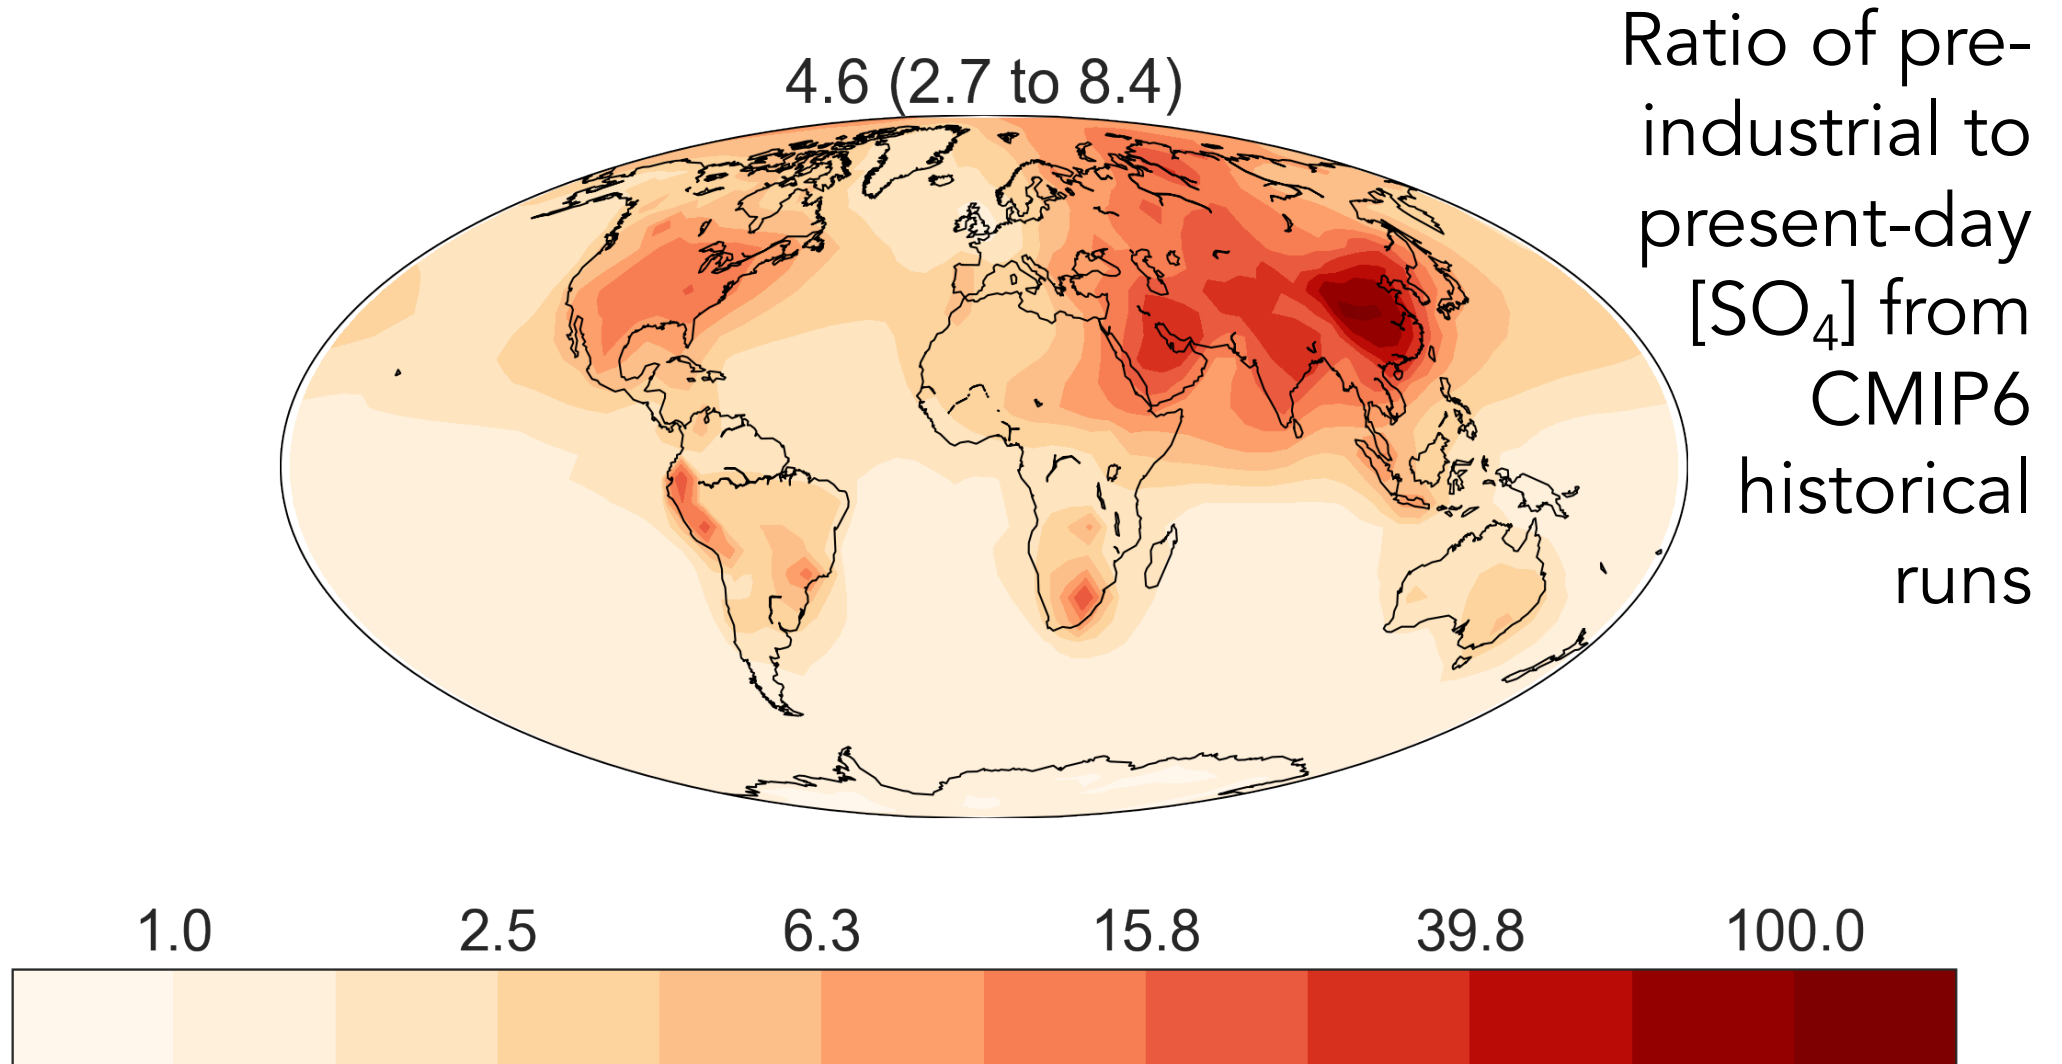 Ratio of pre-
industrial to
present-day
[SO₄] from
CMIP6
historical
runs
4.6 (2.7 to 8.4)
1.0 2.5 6.3 15.8 39.8 100.0